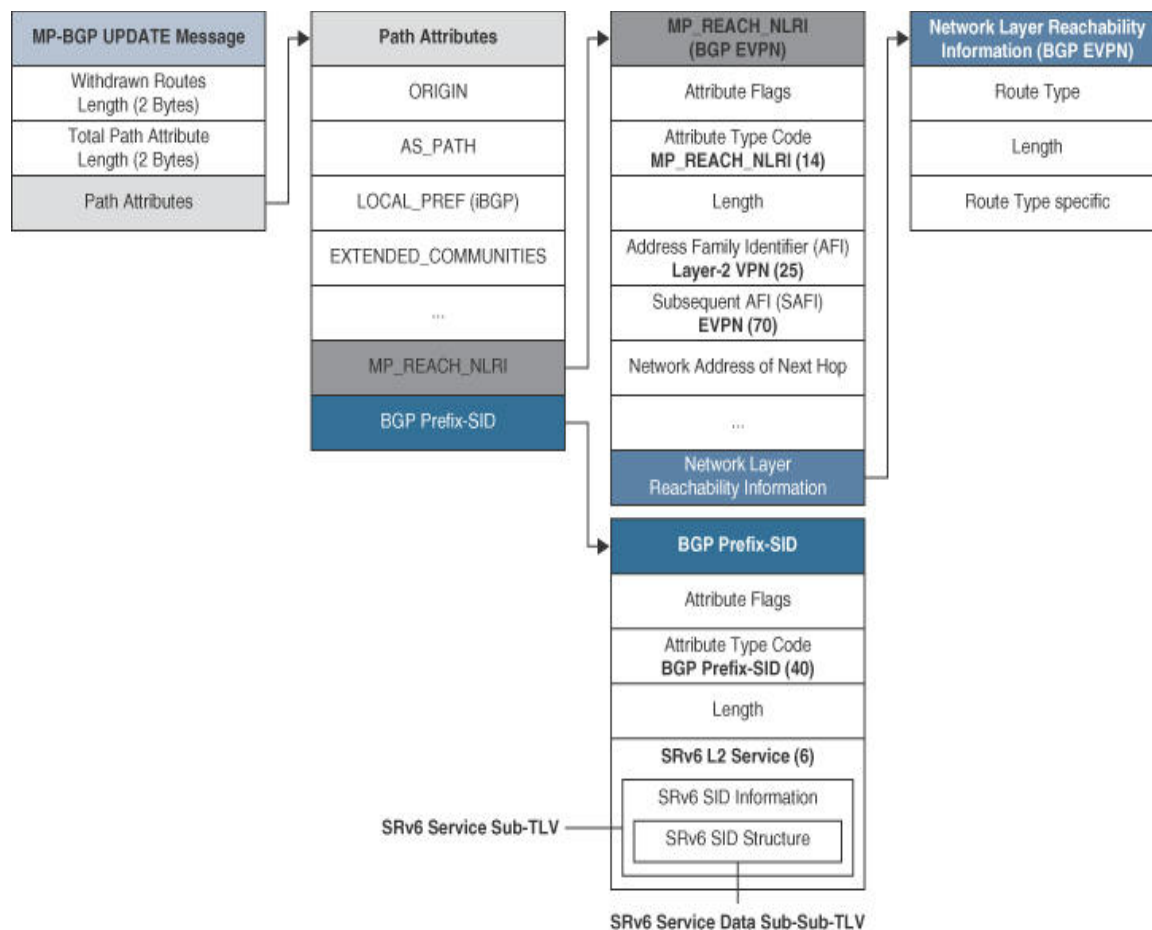 MP-BGP UPDATE Message
Withdrawn Routes
Length (2 Bytes)
Total Path Attribute
Length (2 Bytes)
Path Attributes
Path Attributes
ORIGIN
AS_PATH
LOCAL_PREF (iBGP)
EXTENDED_COMMUNITIES
...
MP_REACH_NLRI
BGP Prefix-SID
MP_REACH_NLRI
(BGP EVPN)
Attribute Flags
Attribute Type Code
MP_REACH_NLRI (14)
Length
Address Family Identifier (AFI)
Layer-2 VPN (25)
Subsequent AFI (SAFI)
EVPN (70)
Network Address of Next Hop
...
Network Layer
Reachability Information
Network Layer Reachability
Information (BGP EVPN)
Route Type
Length
Route Type specific
BGP Prefix-SID
Attribute Flags
Attribute Type Code
BGP Prefix-SID (40)
Length
SRv6 L2 Service (6)
SRv6 SID Information
SRv6 SID Structure
SRv6 Service Sub-TLV
SRv6 Service Data Sub-Sub-TLV